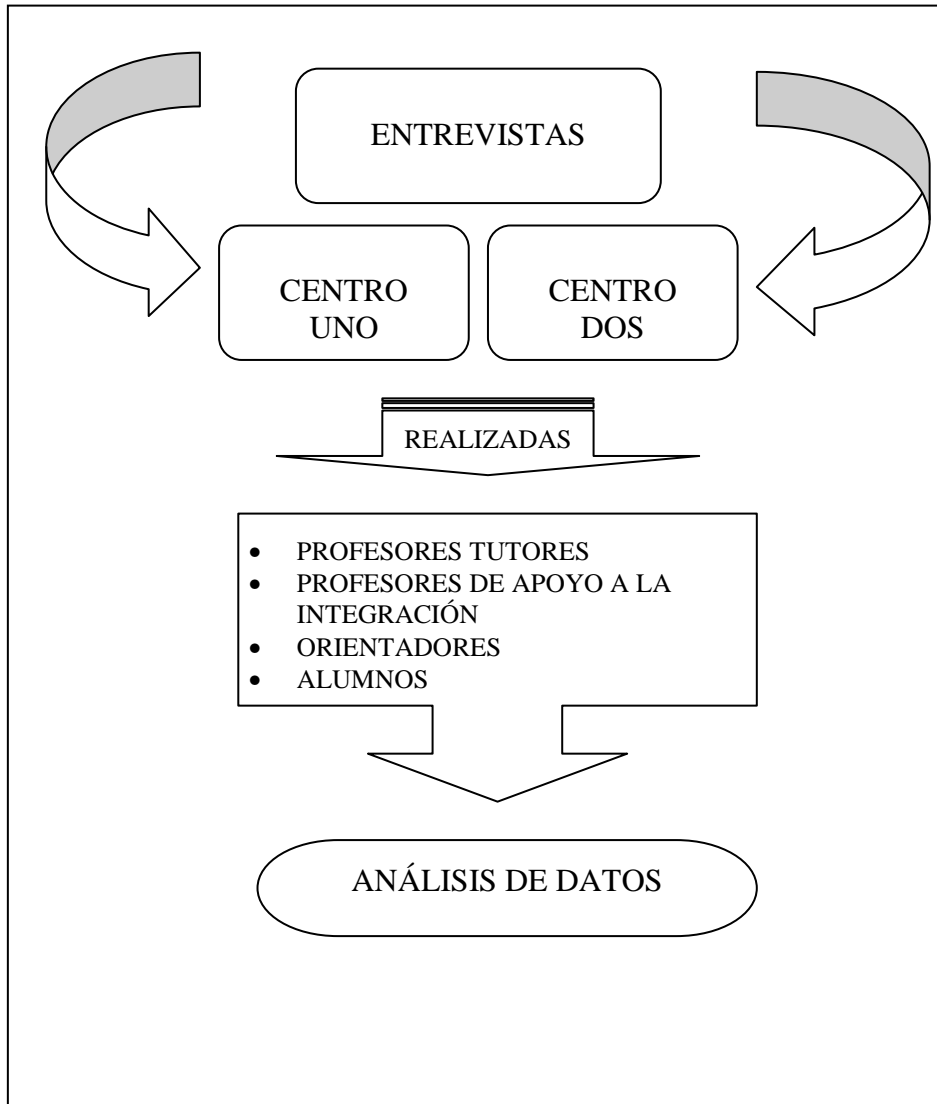 ENTREVISTAS
CENTRO
UNO
CENTRO
DOS
REALIZADAS
• PROFESORES TUTORES
• PROFESORES DE APOYO A LA
INTEGRACIÓN
• ORIENTADORES
• ALUMNOS
ANÁLISIS DE DATOS